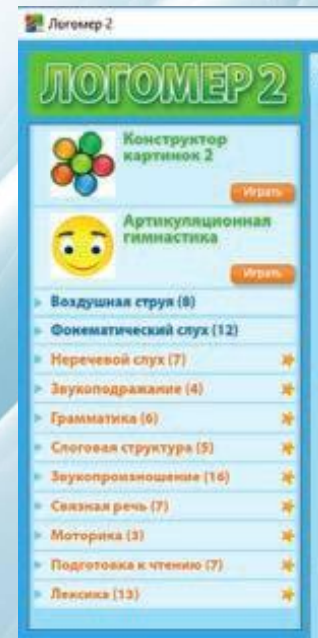 Логомер 2
ЛОГОМЕР 2
Конструктор
картинок 2
Играть
Артикуляционная
гимнастика
Играть
Воздушная струя (8)
Фонематический слух (12)
Неречевой слух (7)
Звукоподражание (4)
Грамматика (6)
Слоговая структура (5)
Звукопроизношение (16)
Связная речь (7)
Моторика (3)
Подготовка к чтению (7)
Лексика (13)